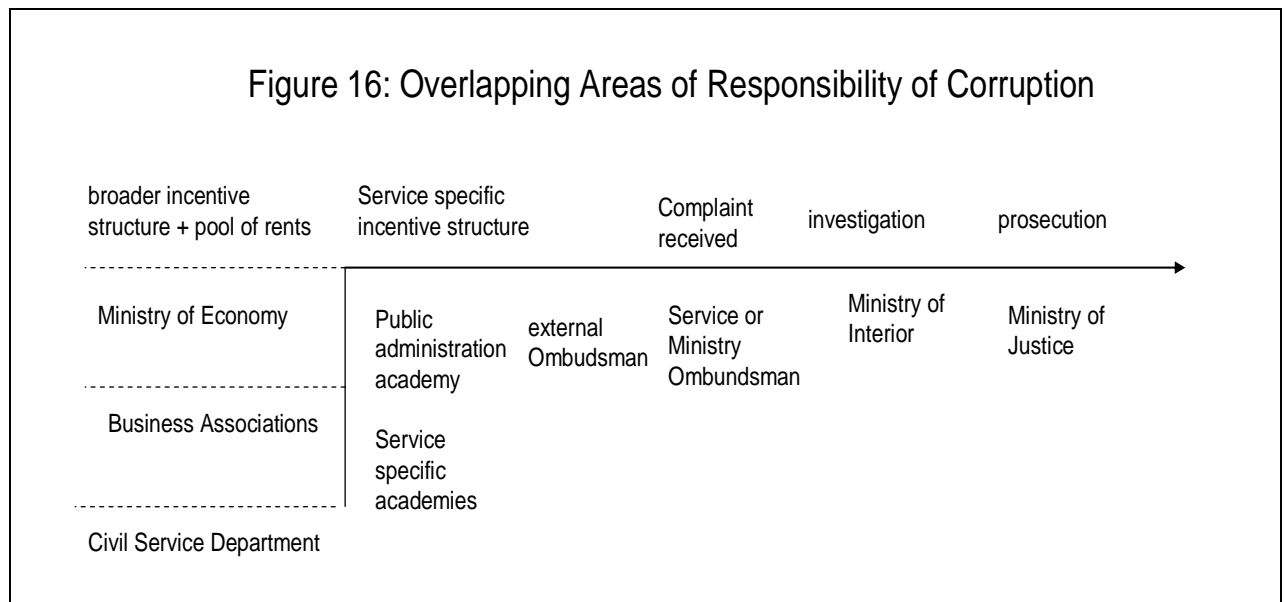 Figure 16: Overlapping Areas of Responsibility of Corruption
broader incentive
structure + pool of rents
Service specific
incentive structure
Complaint
received
investigation
prosecution
Ministry of Economy
Public
administration
academy
external
Ombudsman
Service or
Ministry
Ombundsman
Ministry of
Interior
Ministry of
Justice
Business Associations
Service
specific
academies
Civil Service Department